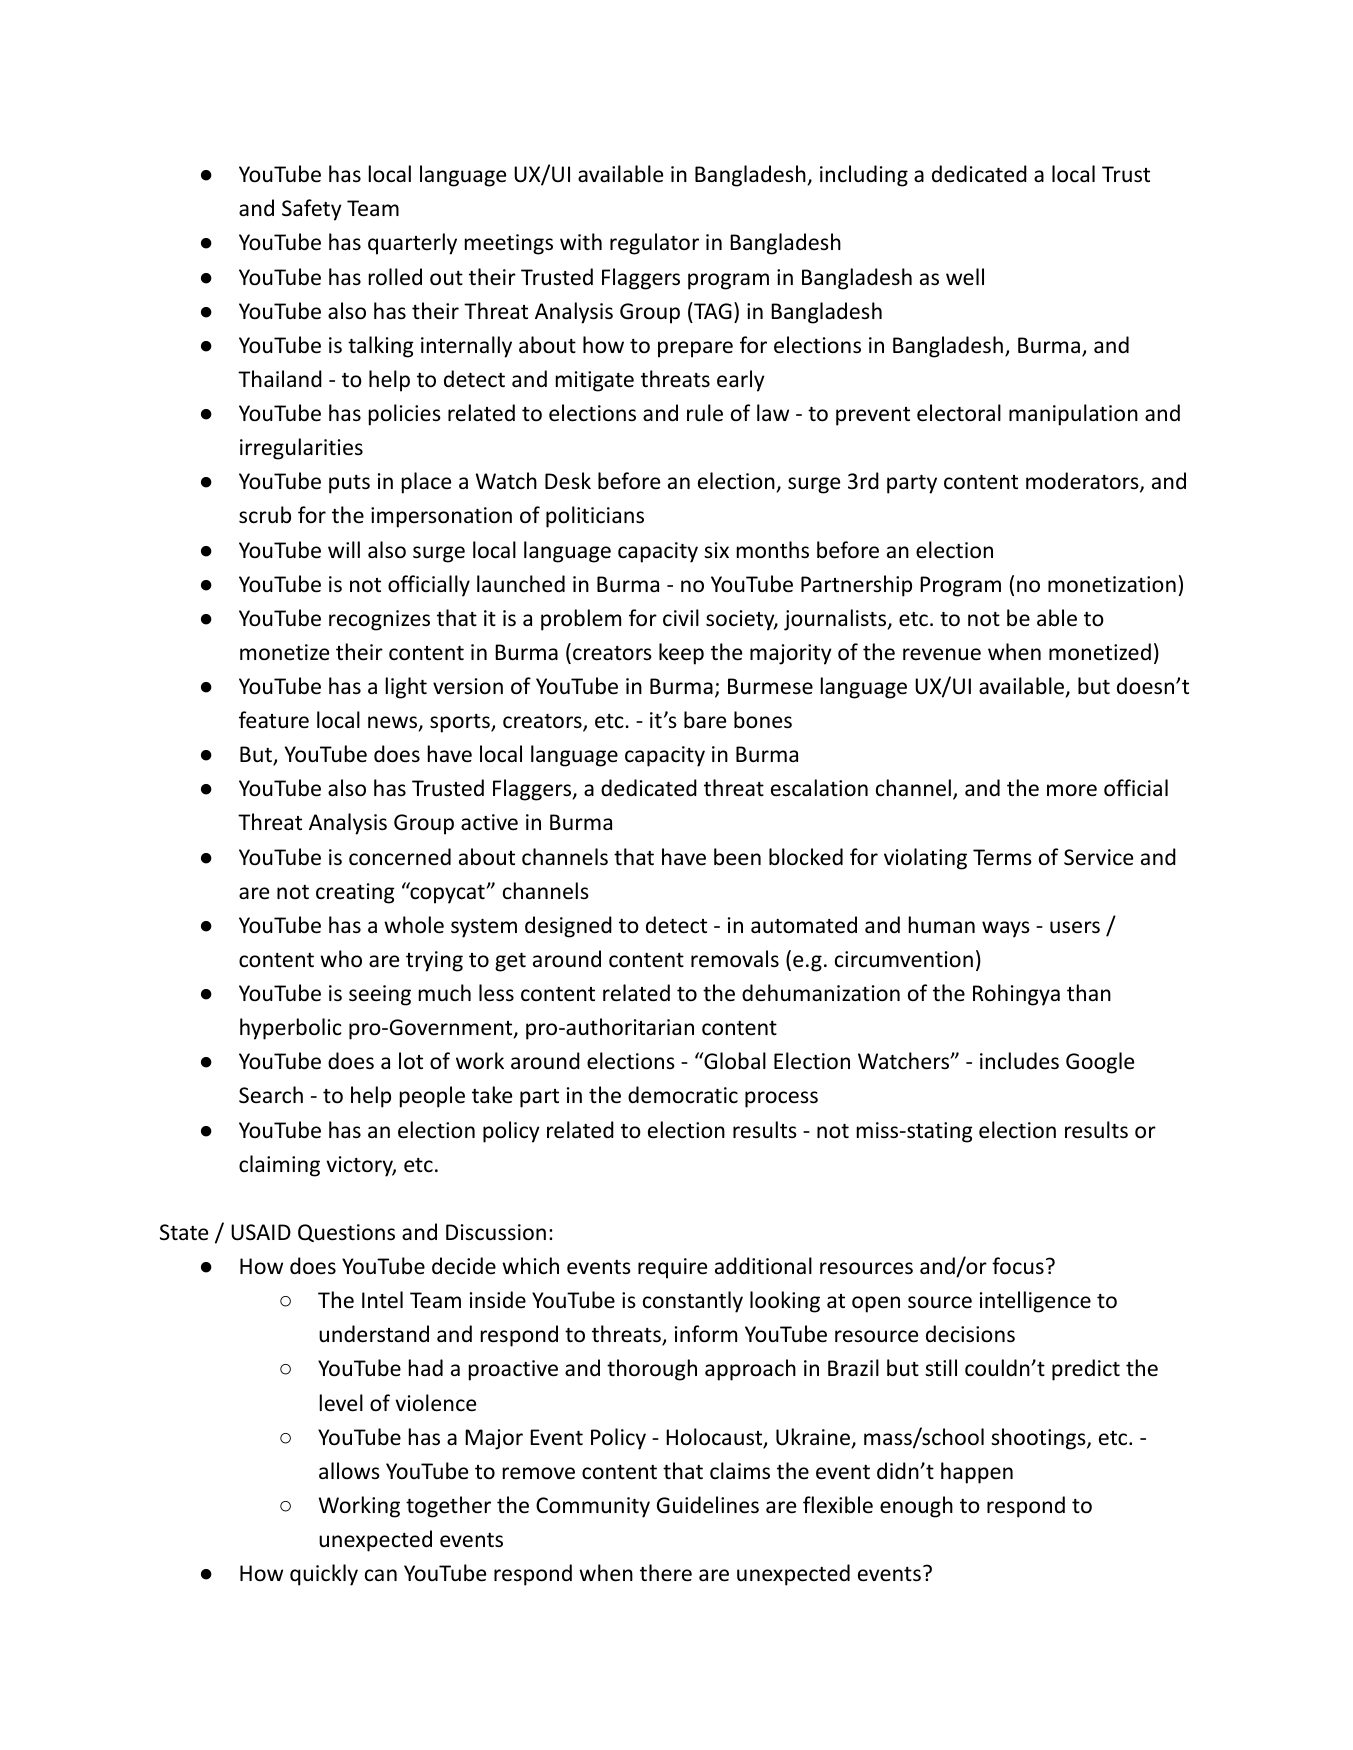 ● YouTube has local language UX/UI available in Bangladesh, including a dedicated a local Trust
and Safety Team
● YouTube has quarterly meetings with regulator in Bangladesh
● YouTube has rolled out their Trusted Flaggers program in Bangladesh as well
● YouTube also has their Threat Analysis Group (TAG) in Bangladesh
● YouTube is talking internally about how to prepare for elections in Bangladesh, Burma, and
Thailand - to help to detect and mitigate threats early
● YouTube has policies related to elections and rule of law - to prevent electoral manipulation and
irregularities
● YouTube puts in place a Watch Desk before an election, surge 3rd party content moderators, and
scrub for the impersonation of politicians
● YouTube will also surge local language capacity six months before an election
● YouTube is not officially launched in Burma - no YouTube Partnership Program (no monetization)
● YouTube recognizes that it is a problem for civil society, journalists, etc. to not be able to
monetize their content in Burma (creators keep the majority of the revenue when monetized)
● YouTube has a light version of YouTube in Burma; Burmese language UX/UI available, but doesn’t
feature local news, sports, creators, etc. - it’s bare bones
● But, YouTube does have local language capacity in Burma
● YouTube also has Trusted Flaggers, a dedicated threat escalation channel, and the more official
Threat Analysis Group active in Burma
● YouTube is concerned about channels that have been blocked for violating Terms of Service and
are not creating “copycat” channels
● YouTube has a whole system designed to detect - in automated and human ways - users /
content who are trying to get around content removals (e.g. circumvention)
● YouTube is seeing much less content related to the dehumanization of the Rohingya than
hyperbolic pro-Government, pro-authoritarian content
● YouTube does a lot of work around elections - “Global Election Watchers” - includes Google
Search - to help people take part in the democratic process
● YouTube has an election policy related to election results - not miss-stating election results or
claiming victory, etc.
State / USAID Questions and Discussion:
● How does YouTube decide which events require additional resources and/or focus?
○ The Intel Team inside YouTube is constantly looking at open source intelligence to
understand and respond to threats, inform YouTube resource decisions
○ YouTube had a proactive and thorough approach in Brazil but still couldn’t predict the
level of violence
○ YouTube has a Major Event Policy - Holocaust, Ukraine, mass/school shootings, etc. -
allows YouTube to remove content that claims the event didn’t happen
○ Working together the Community Guidelines are flexible enough to respond to
unexpected events
● How quickly can YouTube respond when there are unexpected events?